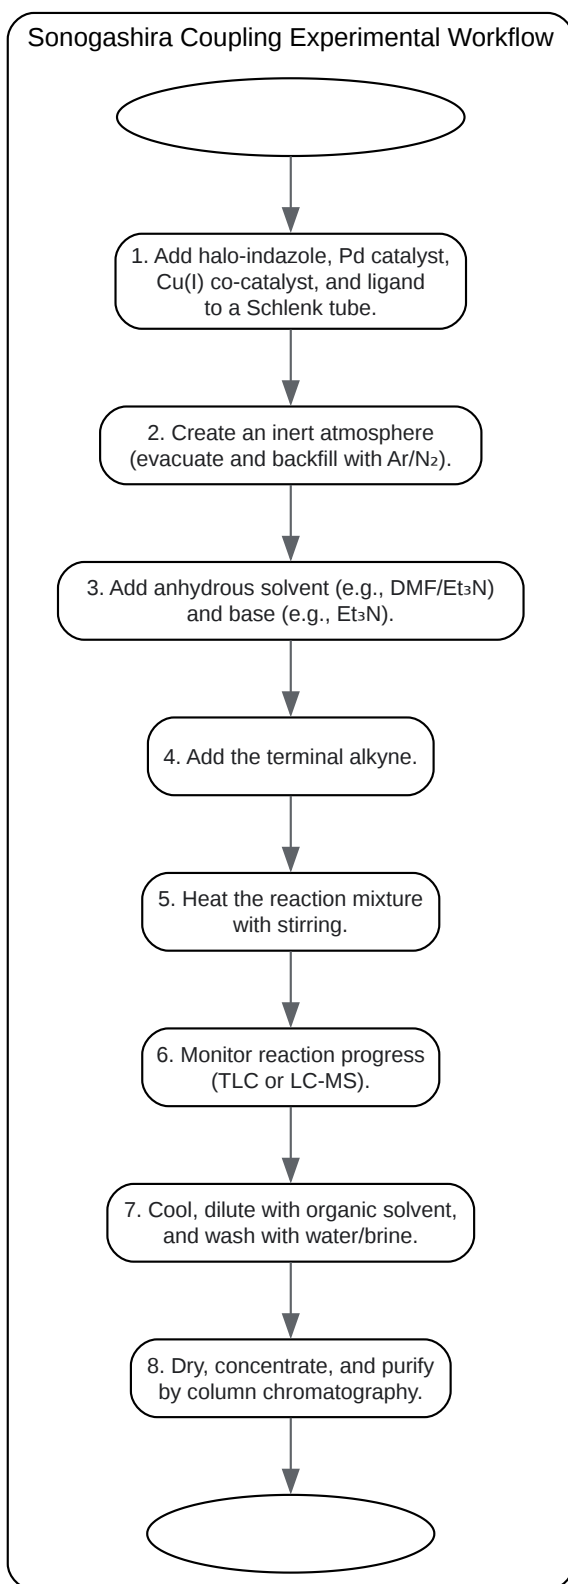 Sonogashira Coupling Experimental Workflow
1. Add halo-indazole, Pd catalyst,
Cu(I) co-catalyst, and ligand
to a Schlenk tube.
2. Create an inert atmosphere
(evacuate and backfill with Ar/N₂).
3. Add anhydrous solvent (e.g., DMF/Et₃N)
and base (e.g., Et₃N).
4. Add the terminal alkyne.
5. Heat the reaction mixture
with stirring.
6. Monitor reaction progress
(TLC or LC-MS).
7. Cool, dilute with organic solvent,
and wash with water/brine.
8. Dry, concentrate, and purify
by column chromatography.